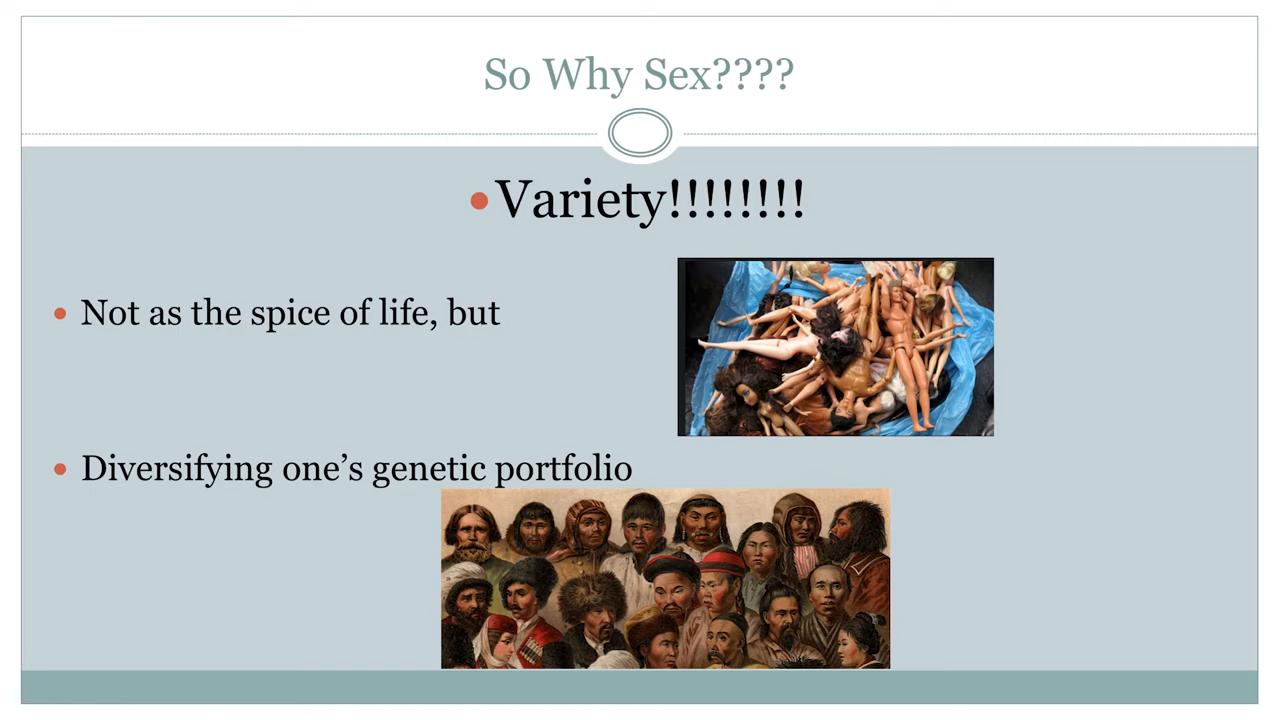 So Why Sex????
•Variety!!!!!!!!
• Not as the spice of life, but
• Diversifying one’s genetic portfolio